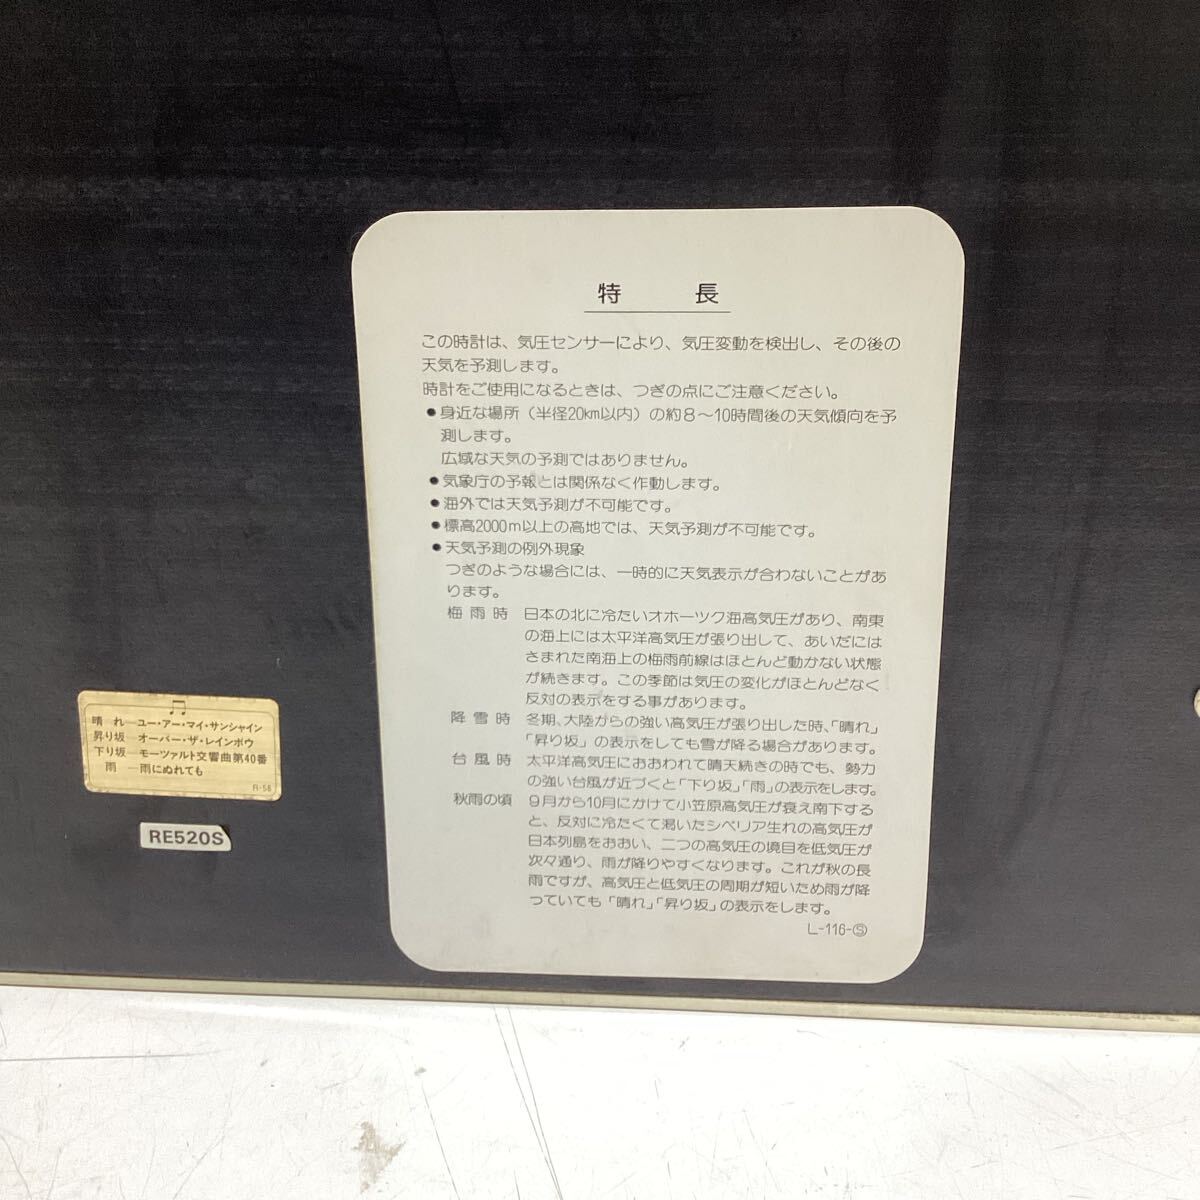 特 長
この時計は、気圧センサーにより、気圧変動を検出し、その後の
天気を予測します。
時計をご使用になるときは、つぎの点にご注意ください。
●身近な場所(半径20km以内)の約8〜10時間後の天気傾向を予
測します。
広域な天気の予測ではありません。
●気象庁の予報とは関係なく作動します。
●海外では天気予測が不可能です。
●標高2000m以上の高地では、天気予測が不可能です。
●天気予測の例外現象
つぎのような場合には、一時的に天気表示が合わないことがあ
ります。
梅雨時 日本の北に冷たいオホーツク海高気圧があり、南東
の海上には太平洋高気圧が張り出して、あいだには
さまれた南海上の梅雨前線はほとんど動かない状態
が続きます。この季節は気圧の変化がほとんどなく
反対の表示をする事があります。
降雪時 冬期、大陸からの強い高気圧が張り出した時、「晴れ」
「昇り坂」の表示をしても雪が降る場合があります。
台風時 太平洋高気圧におおわれて晴天続きの時でも、勢力
の強い台風が近づくと「下り坂」「雨」の表示をします。
秋雨の頃 9月から10月にかけて小笠原高気圧が衰え南下する
と、反対に冷たくて渇いたシベリア生れの高気圧が
日本列島をおおい、二つの高気圧の境目を低気圧が
次々通り、雨が降りやすくなります。これが秋の長
雨ですが、高気圧と低気圧の周期が短いため雨が降
っていても「晴れ」「昇り坂」の表示をします。
L-116-Ⓢ
♫
晴れ—ユー・アー・マイ・サンシャイン
昇り坂—オーバー・ザ・レインボウ
下り坂—モーツァルト交響曲第40番
雨—雨にぬれても
R-58
RE520S